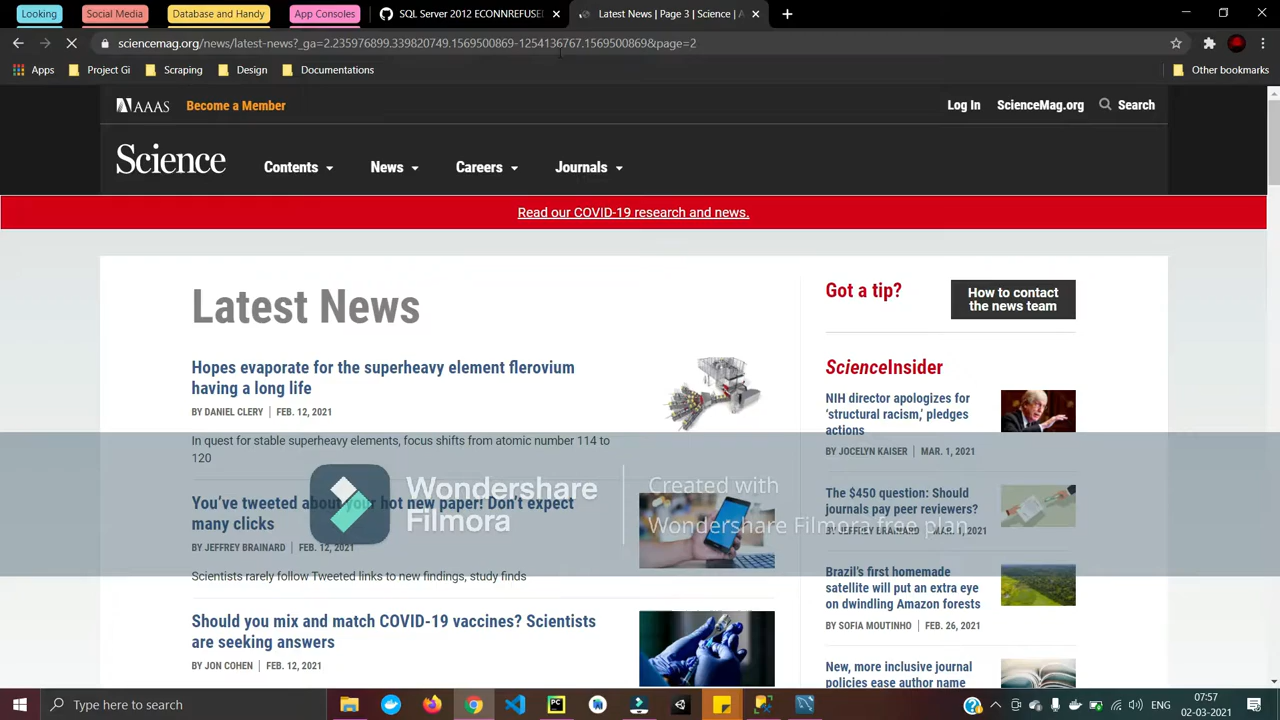 Looking
Social Media
Database and Handy
App Consoles
SQL Server 2012 ECONNREFUSE
Latest News | Page 3 | Science | A
sciencemag.org/news/latest-news?_ga=2.235976899.339820749.1569500869-1254136767.1569500869&page=2
Apps
Project Gi
Scraping
Design
Documentations
Other bookmarks
AAAS
Become a Member
Log In
ScienceMag.org
Search
Science
Contents
News
Careers
Journals
Read our COVID-19 research and news.
Latest News
Hopes evaporate for the superheavy element flerovium
having a long life
BY DANIEL CLERY | FEB. 12, 2021
In quest for stable superheavy elements, focus shifts from atomic number 114 to
120
You've tweeted about your hot new paper! Don't expect
many clicks
BY JEFFREY BRAINARD | FEB. 12, 2021
Scientists rarely follow Tweeted links to new findings, study finds
Should you mix and match COVID-19 vaccines? Scientists
are seeking answers
BY JON COHEN | FEB. 12, 2021
Got a tip?
How to contact
the news team
ScienceInsider
NIH director apologizes for
‘structural racism,’ pledges
actions
BY JOCELYN KAISER | MAR. 1, 2021
The $450 question: Should
journals pay peer reviewers?
BY JEFFREY BRAINARD | MAR. 1, 2021
Brazil's first homemade
satellite will put an extra eye
on dwindling Amazon forests
BY SOFIA MOUTINHO | FEB. 26, 2021
New, more inclusive journal
policies ease author name
Wondershare
Filmora
Created with
Wondershare Filmora free plan
Type here to search
ENG
07:57
02-03-2021